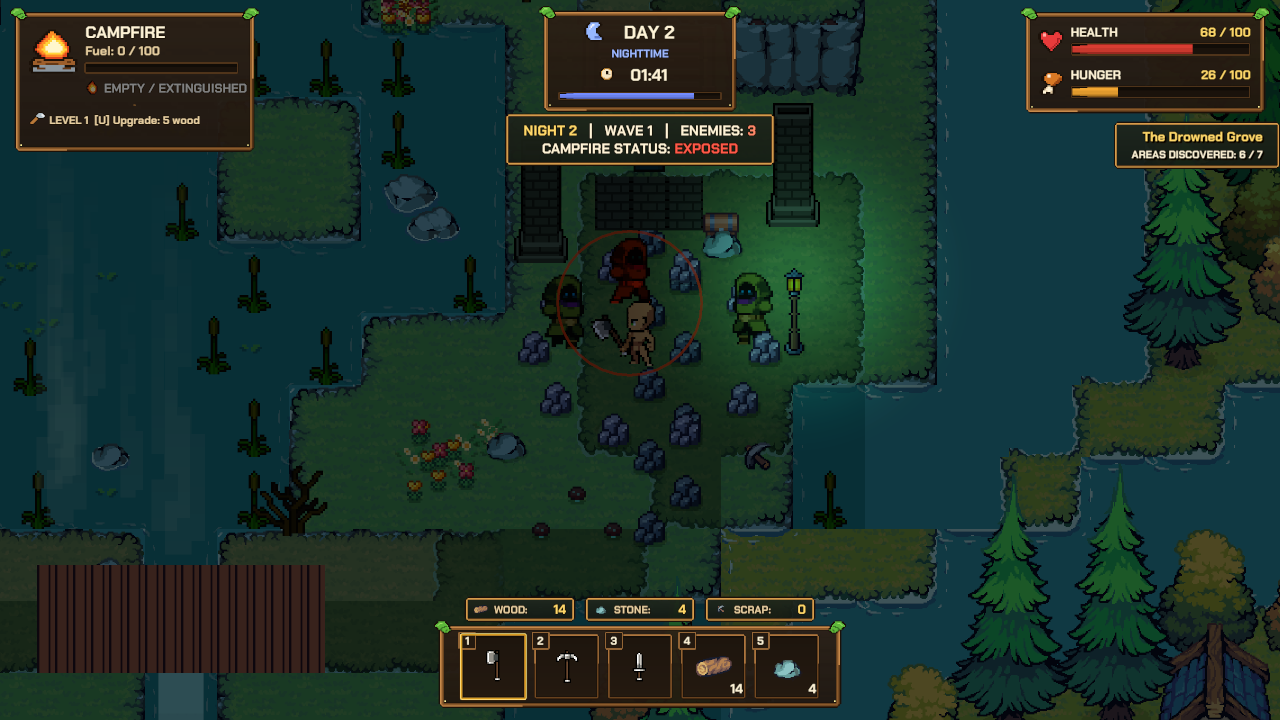 CAMPFIRE
Fuel: 0 / 100
EMPTY / EXTINGUISHED
LEVEL 1 [U] Upgrade: 5 wood
DAY 2
NIGHTTIME
01:41
NIGHT 2 | WAVE 1 | ENEMIES: 3
CAMPFIRE STATUS: EXPOSED
HEALTH 68 / 100
HUNGER 26 / 100
The Drowned Grove
AREAS DISCOVERED: 6 / 7
WOOD: 14
STONE: 4
SCRAP: 0
1 2 3 4 5
14 4